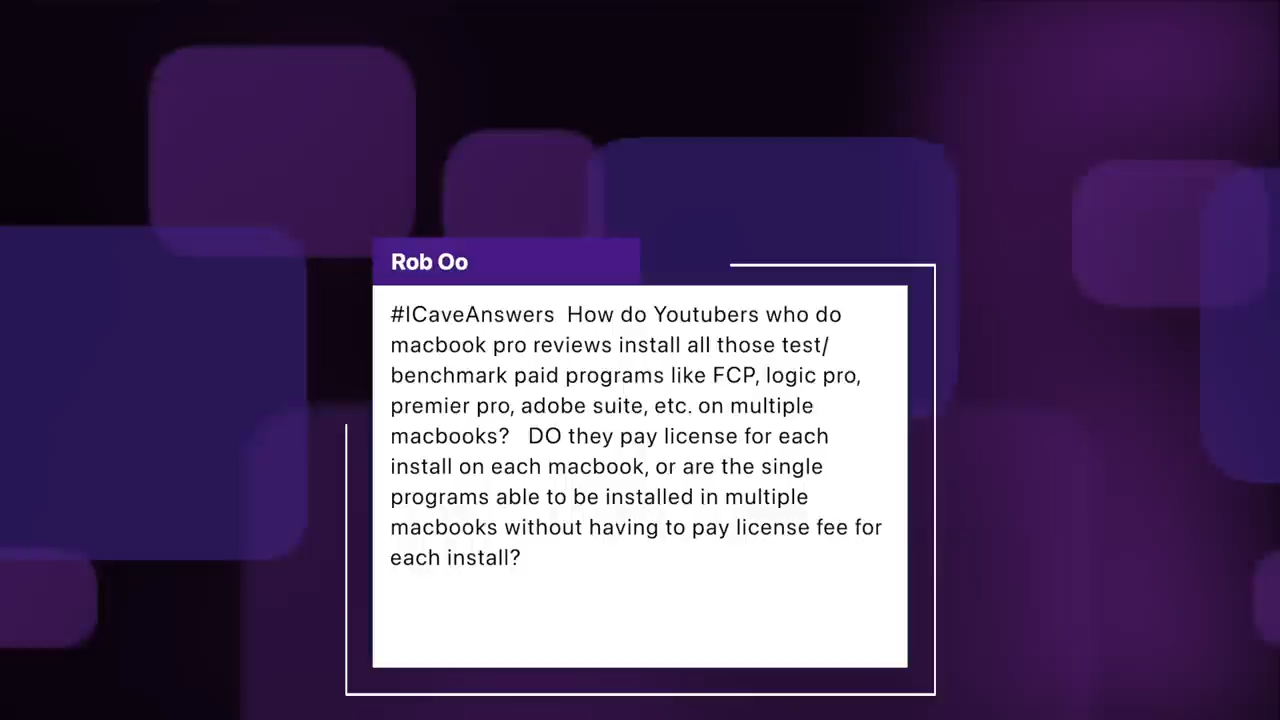 Rob Oo
#ICaveAnswers  How do Youtubers who do
macbook pro reviews install all those test/
benchmark paid programs like FCP, logic pro,
premier pro, adobe suite, etc. on multiple
macbooks?   DO they pay license for each
install on each macbook, or are the single
programs able to be installed in multiple
macbooks without having to pay license fee for
each install?